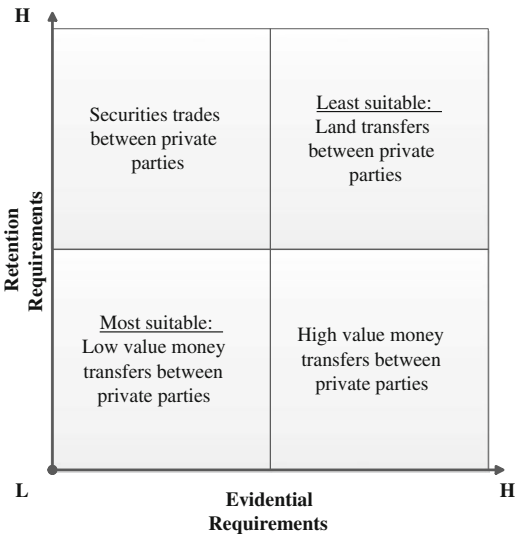 H
Securities trades
between private
parties
Least suitable:
Land transfers
between private
parties
Retention
Requirements
Most suitable:
Low value money
transfers between
private parties
High value money
transfers between
private parties
L
H
Evidential
Requirements